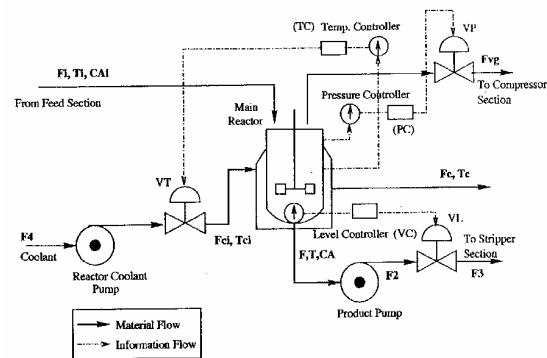 (TC) Temp. Controller
VP
F1, Ti, CAi
Fvg
From Feed Section
To Compressor
Section
Main
Reactor
Pressure Controller
(PC)
VT
Fc, Tc
VL
Fci, Tci
Level Controller (VC)
To Stripper
Section
F4
Coolant
F,T,CA
F2
F3
Reactor Coolant
Pump
Product Pump
Material Flow
Information Flow